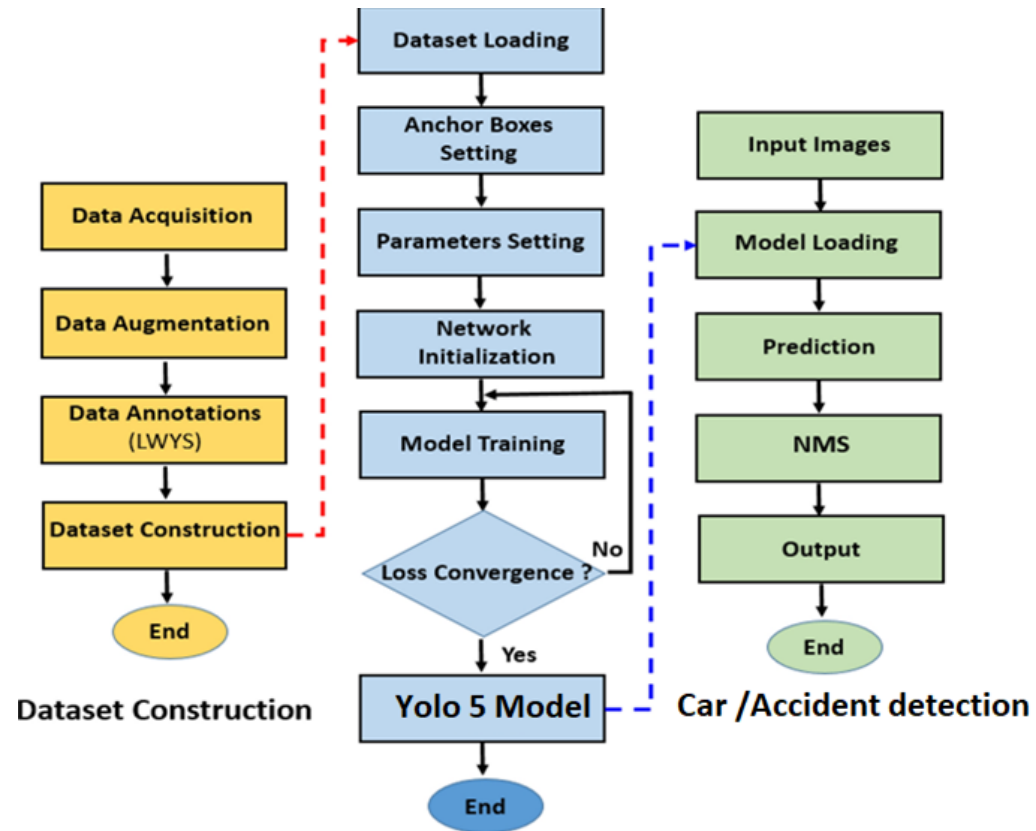 Data Acquisition
Data Augmentation
Data Annotations
(LWYS)
Dataset Construction
End
Dataset Construction
Dataset Loading
Anchor Boxes
Setting
Parameters Setting
Network
Initialization
Model Training
Loss Convergence ?
No
Yes
Yolo 5 Model
End
Input Images
Model Loading
Prediction
NMS
Output
End
Car /Accident detection